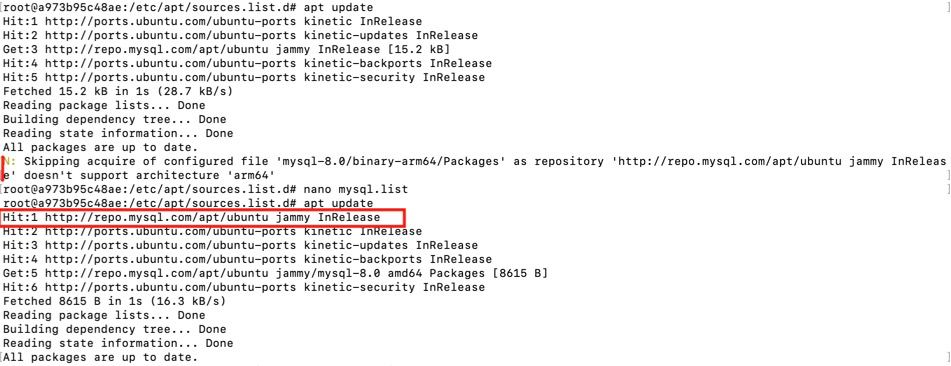 [root@a973b95c48ae:/etc/apt/sources.list.d# apt update
Hit:1 http://ports.ubuntu.com/ubuntu-ports kinetic InRelease
Hit:2 http://ports.ubuntu.com/ubuntu-ports kinetic-updates InRelease
Get:3 http://repo.mysql.com/apt/ubuntu jammy InRelease [15.2 kB]
Hit:4 http://ports.ubuntu.com/ubuntu-ports kinetic-backports InRelease
Hit:5 http://ports.ubuntu.com/ubuntu-ports kinetic-security InRelease
Fetched 15.2 kB in 1s (28.7 kB/s)
Reading package lists... Done
Building dependency tree... Done
Reading state information... Done
All packages are up to date.
N: Skipping acquire of configured file 'mysql-8.0/binary-arm64/Packages' as repository 'http://repo.mysql.com/apt/ubuntu jammy InReleas
e' doesn't support architecture 'arm64'
[root@a973b95c48ae:/etc/apt/sources.list.d# nano mysql.list
[root@a973b95c48ae:/etc/apt/sources.list.d# apt update
Hit:1 http://repo.mysql.com/apt/ubuntu jammy InRelease
Hit:2 http://ports.ubuntu.com/ubuntu-ports kinetic InRelease
Hit:3 http://ports.ubuntu.com/ubuntu-ports kinetic-updates InRelease
Hit:4 http://ports.ubuntu.com/ubuntu-ports kinetic-backports InRelease
Get:5 http://repo.mysql.com/apt/ubuntu jammy/mysql-8.0 amd64 Packages [8615 B]
Hit:6 http://ports.ubuntu.com/ubuntu-ports kinetic-security InRelease
Fetched 8615 B in 1s (16.3 kB/s)
Reading package lists... Done
Building dependency tree... Done
Reading state information... Done
[All packages are up to date.